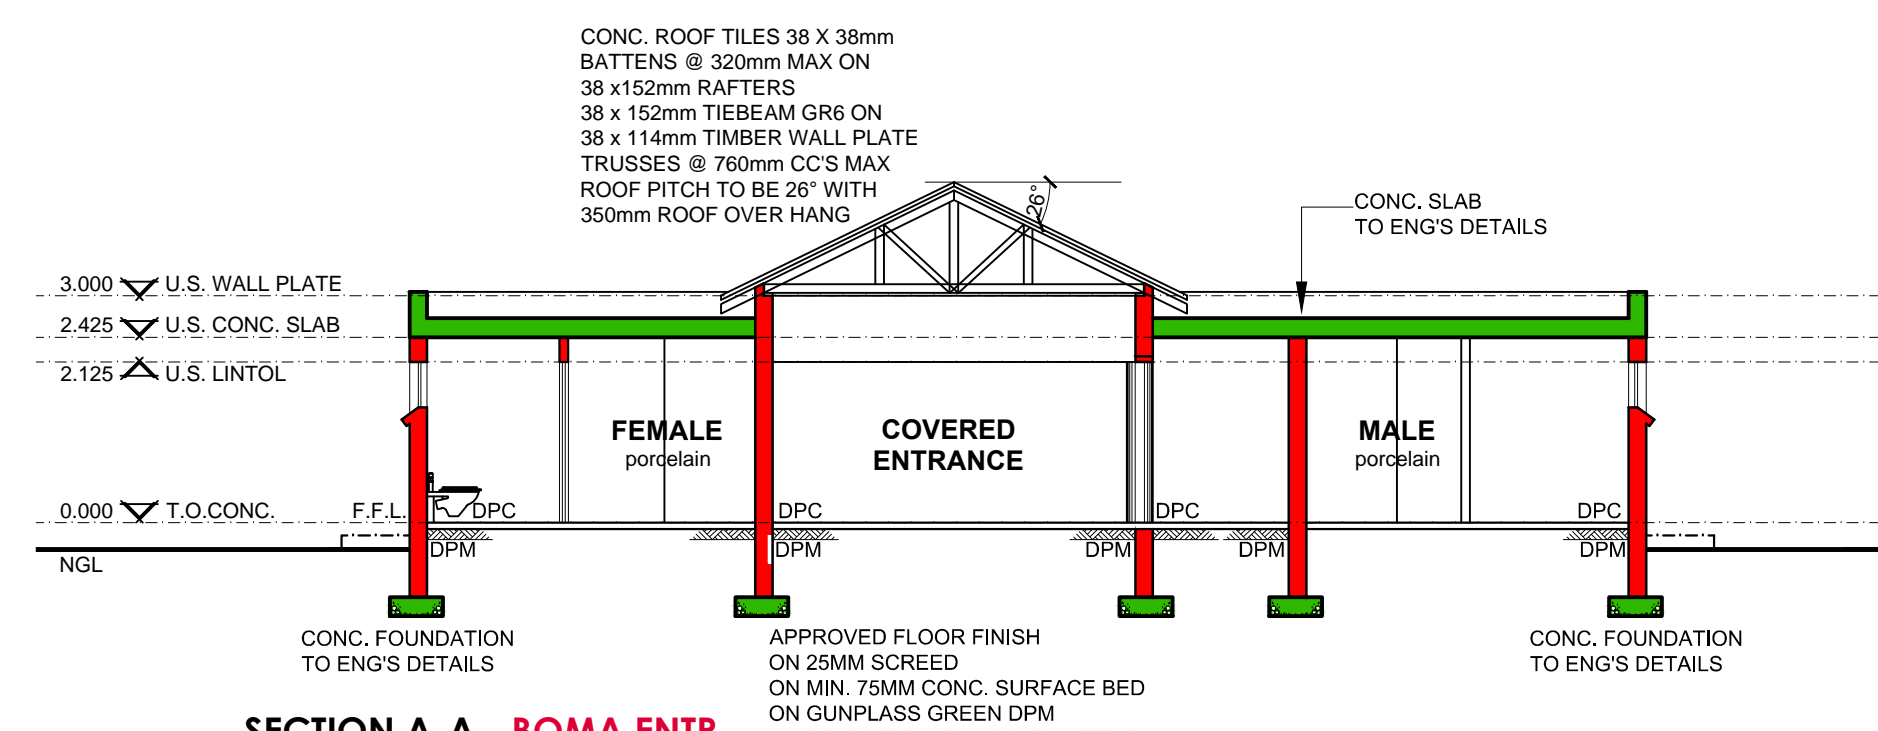 CONC. ROOF TILES 38 X 38mm
BATTENS @ 320mm MAX ON
38 x152mm RAFTERS
38 x 152mm TIEBEAM GR6 ON
38 x 114mm TIMBER WALL PLATE
TRUSSES @ 760mm CC'S MAX
ROOF PITCH TO BE 26° WITH
350mm ROOF OVER HANG
26°
CONC. SLAB
TO ENG'S DETAILS
3.000 U.S. WALL PLATE
2.425 U.S. CONC. SLAB
2.125 U.S. LINTOL
FEMALE
porcelain
COVERED
ENTRANCE
MALE
porcelain
0.000 T.O.CONC. F.F.L. DPC DPC DPC DPC
DPM DPM DPM DPM DPM
NGL
CONC. FOUNDATION
TO ENG'S DETAILS
APPROVED FLOOR FINISH
ON 25MM SCREED
ON MIN. 75MM CONC. SURFACE BED
ON GUNPLASS GREEN DPM
CONC. FOUNDATION
TO ENG'S DETAILS
SECTION A-A BOMA ENTR